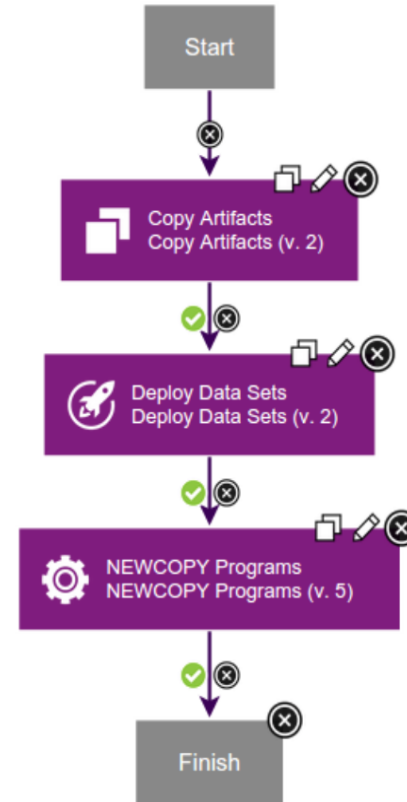 Start
Copy Artifacts
Copy Artifacts (v. 2)
Deploy Data Sets
Deploy Data Sets (v. 2)
NEWCOPY Programs
NEWCOPY Programs (v. 5)
Finish